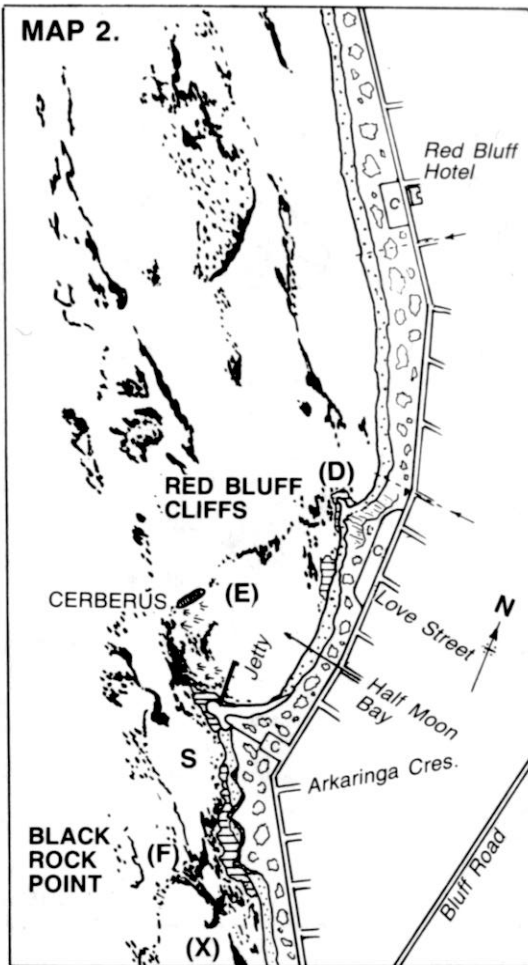 MAP 2.
Red Bluff
Hotel
C
(D)
RED BLUFF
CLIFFS
C
CERBERUS
(E)
Love Street
N
Jetty
Half Moon
Bay
C
S
Arkaringa Cres.
BLACK
ROCK
POINT
(F)
Bluff Road
(X)